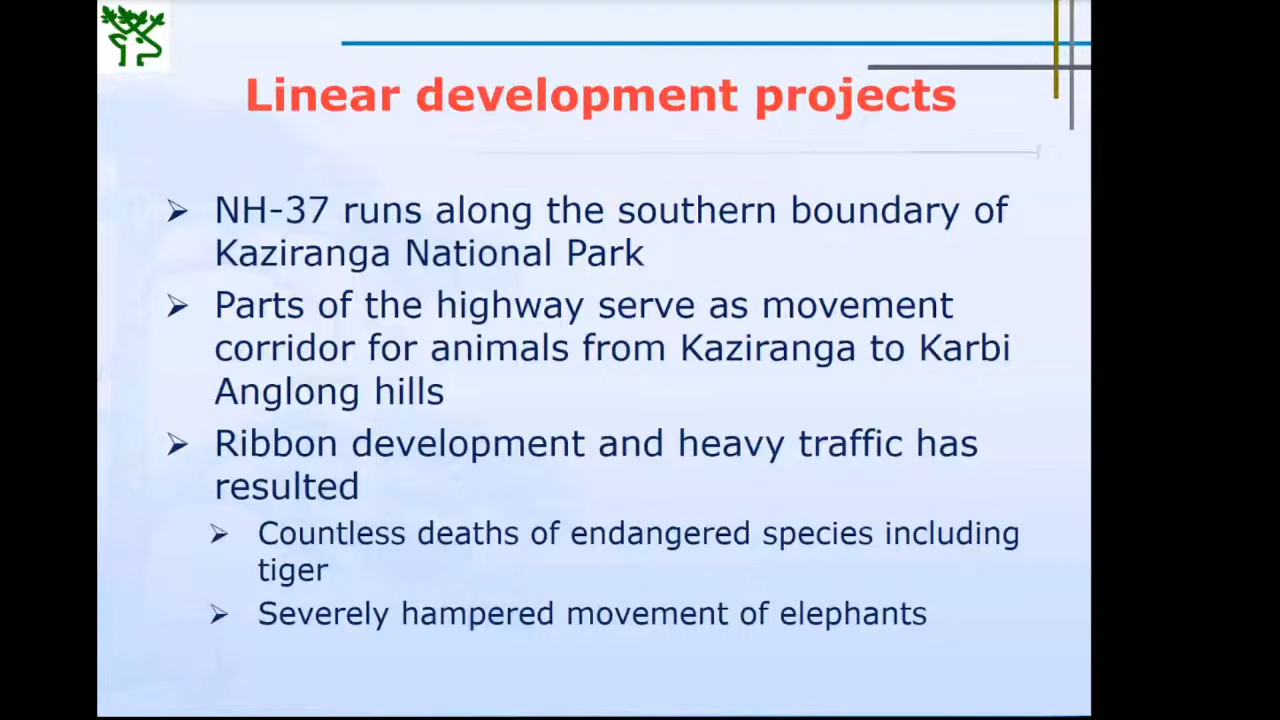 Linear development projects
NH-37 runs along the southern boundary of
Kaziranga National Park
Parts of the highway serve as movement
corridor for animals from Kaziranga to Karbi
Anglong hills
Ribbon development and heavy traffic has
resulted
Countless deaths of endangered species including
tiger
Severely hampered movement of elephants